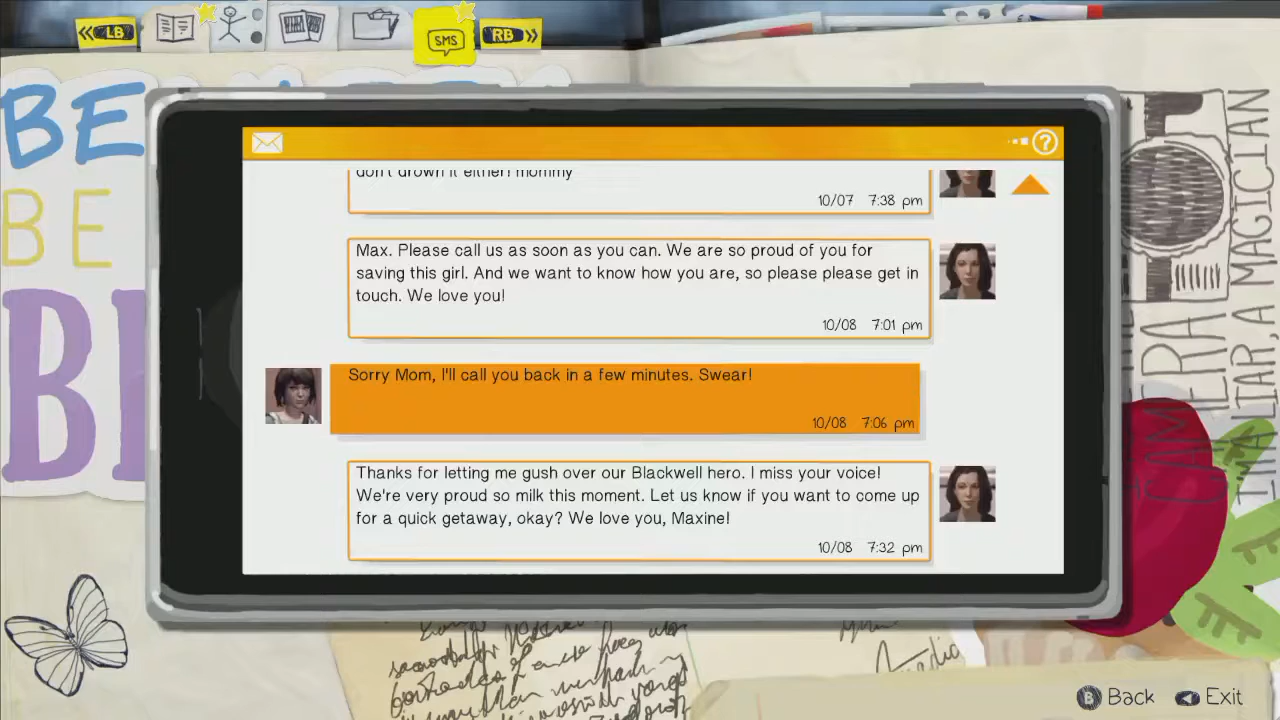 LB
SMS
RB
BE
BE
don't drown it either! mommy
10/07 7:38 pm
Max. Please call us as soon as you can. We are so proud of you for
saving this girl. And we want to know how you are, so please please get in
touch. We love you!
10/08 7:01 pm
Sorry Mom, I'll call you back in a few minutes. Swear!
10/08 7:06 pm
Thanks for letting me gush over our Blackwell hero. I miss your voice!
We're very proud so milk this moment. Let us know if you want to come up
for a quick getaway, okay? We love you, Maxine!
10/08 7:32 pm
CAMERA
LIAR, A MAGICIAN
B Back
Exit